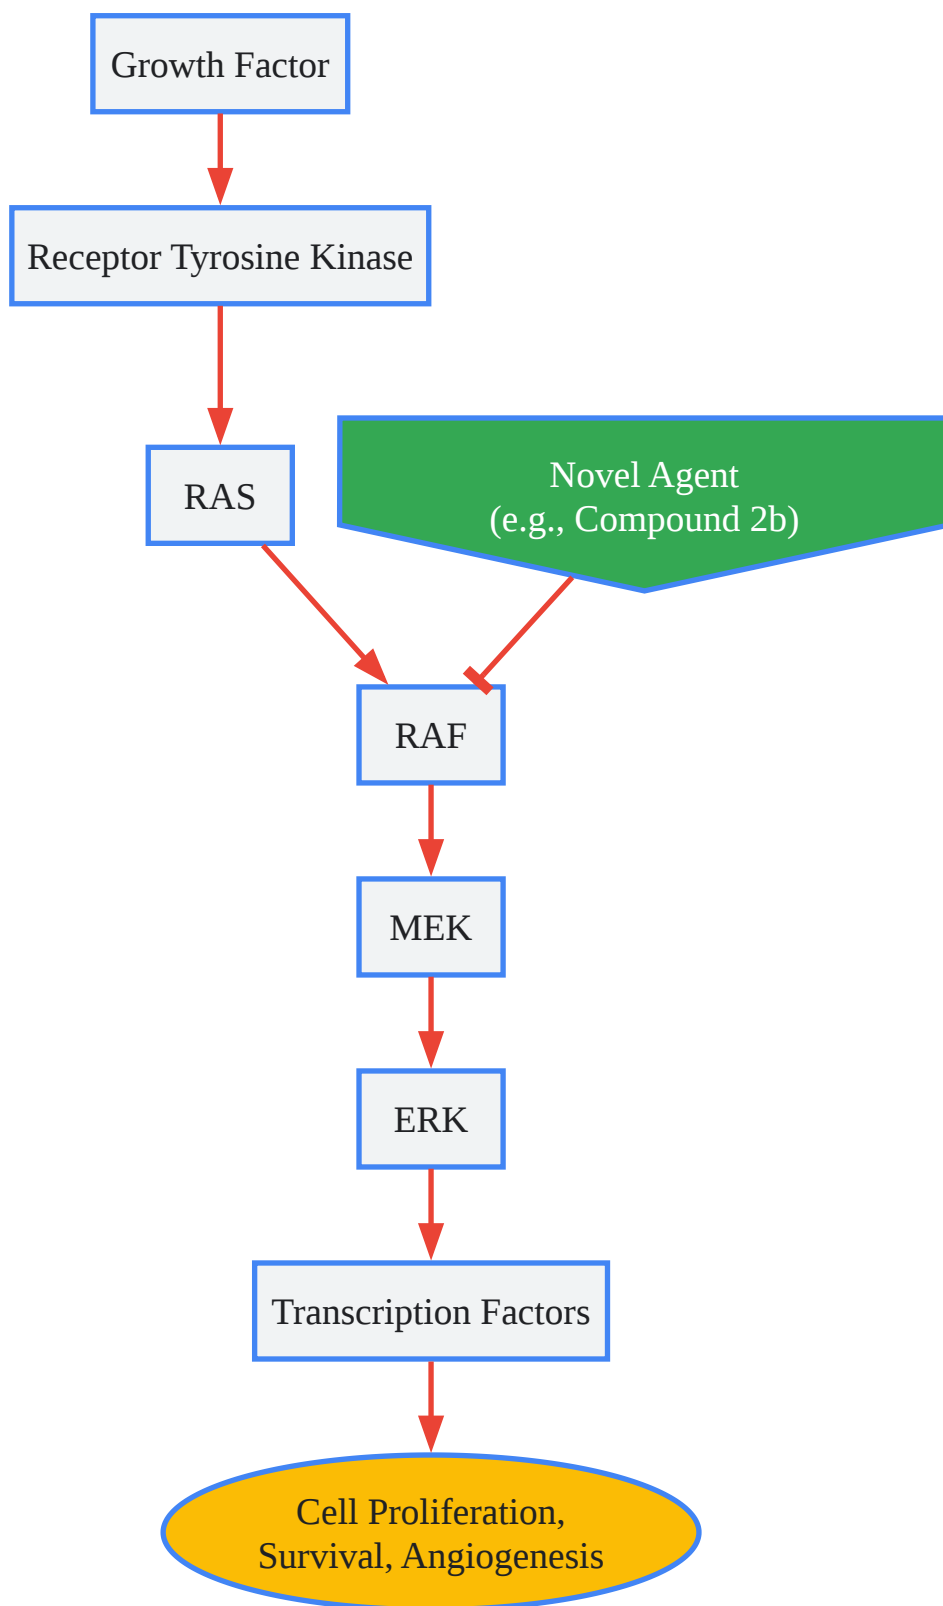 Growth Factor
Receptor Tyrosine Kinase
RAS
Novel Agent
(e.g., Compound 2b)
RAF
MEK
ERK
Transcription Factors
Cell Proliferation,
Survival, Angiogenesis